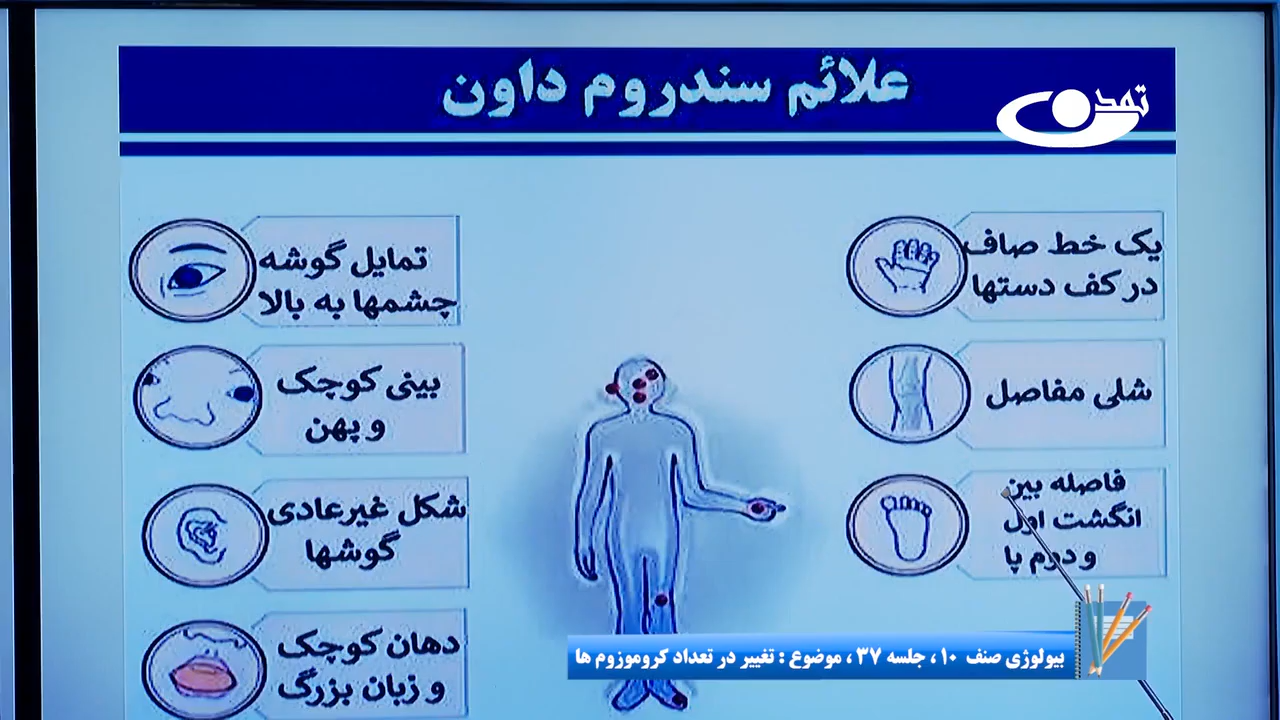 علائم سندروم داون
تمدن
یک خط صاف
در کف دستها
شلی مفاصل
فاصله بین
انگشت اول
و دوم پا
تمایل گوشه
چشمها به بالا
بینی کوچک
و پهن
شکل غیرعادی
گوشها
دهان کوچک
و زبان بزرگ
بیولوژی صنف ۱۰، جلسه ۳۷، موضوع : تغییر در تعداد کروموزوم ها